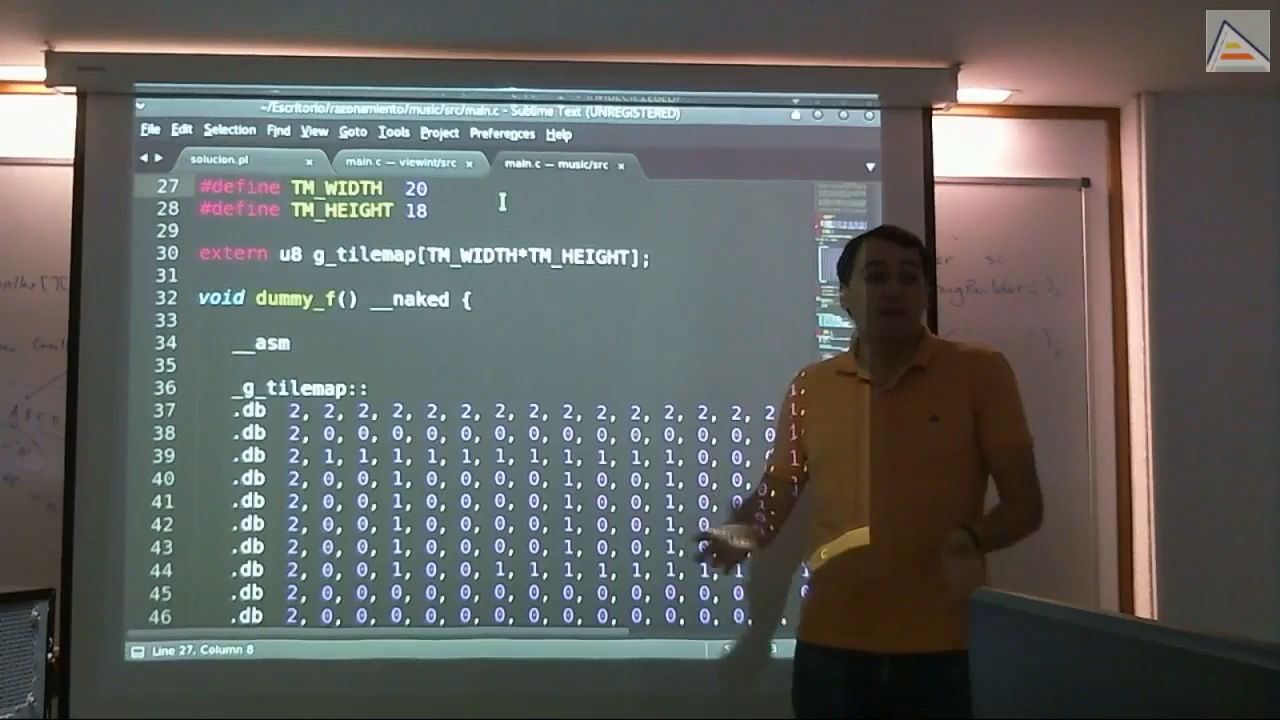 ~/Escritorio/razonamiento/music/src/main.c - Sublime Text (UNREGISTERED)
File Edit Selection Find View Goto Tools Project Preferences Help
solucion.pl × main.c — viewint/src × main.c — music/src ×
27 #define TM_WIDTH 20
28 #define TM_HEIGHT 18
29
30 extern u8 g_tilemap[TM_WIDTH*TM_HEIGHT];
31
32 void dummy_f() __naked {
33
34 __asm
35
36 _g_tilemap::
37 .db 2, 2, 2, 2, 2, 2, 2, 2, 2, 2, 2, 2, 2, 2, 2
38 .db 2, 0, 0, 0, 0, 0, 0, 0, 0, 0, 0, 0, 0, 0, 0
39 .db 2, 1, 1, 1, 1, 1, 1, 1, 1, 1, 1, 1, 0, 0, 0
40 .db 2, 0, 0, 1, 0, 0, 0, 0, 1, 0, 0, 1, 0, 0,
41 .db 2, 0, 0, 1, 0, 0, 0, 0, 1, 0, 0, 1, 0, 0,
42 .db 2, 0, 0, 1, 0, 0, 0, 0, 1, 0, 0, 1, 0
43 .db 2, 0, 0, 1, 0, 0, 0, 0, 1, 0, 0, 1,
44 .db 2, 0, 0, 1, 0, 0, 1, 1, 1, 1, 1, 1, 1, 1
45 .db 2, 0, 0, 0, 0, 0, 0, 0, 0, 0, 0, 0, 0, 0,
46 .db 2, 0, 0, 0, 0, 0, 0, 0, 0, 0, 0, 0, 0, 0,
Line 27, Column 8